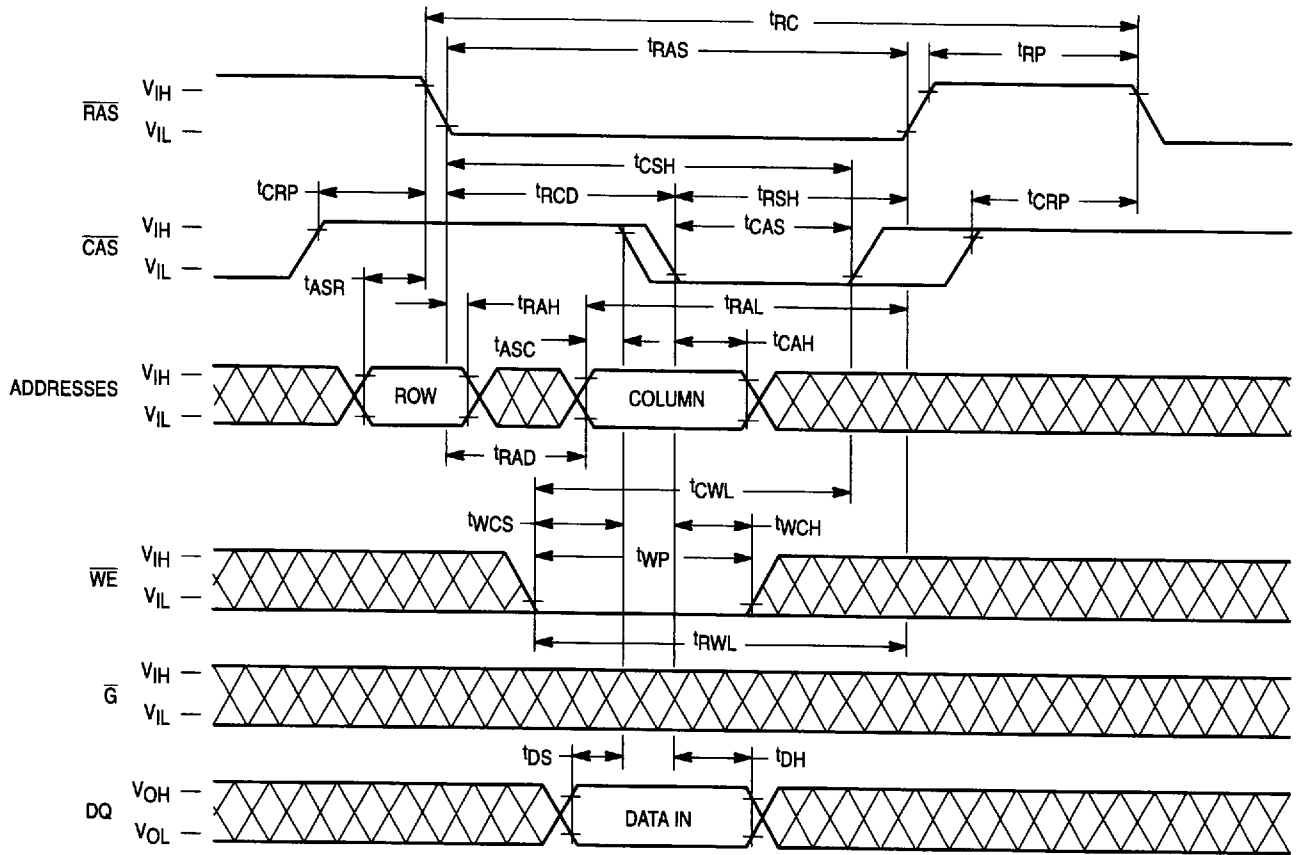 tRC
tRAS
tRP
RAS
VIH
VIL
tCSH
tCRP
tRCD
tRSH
tCRP
tCAS
CAS
VIH
VIL
tASR
tRAH
tRAL
tASC
tCAH
ADDRESSES
VIH
VIL
ROW
COLUMN
tRAD
tCWL
tWCS
tWCH
tWP
WE
VIH
VIL
tRWL
G
VIH
VIL
tDS
tDH
DQ
VOH
VOL
DATA IN